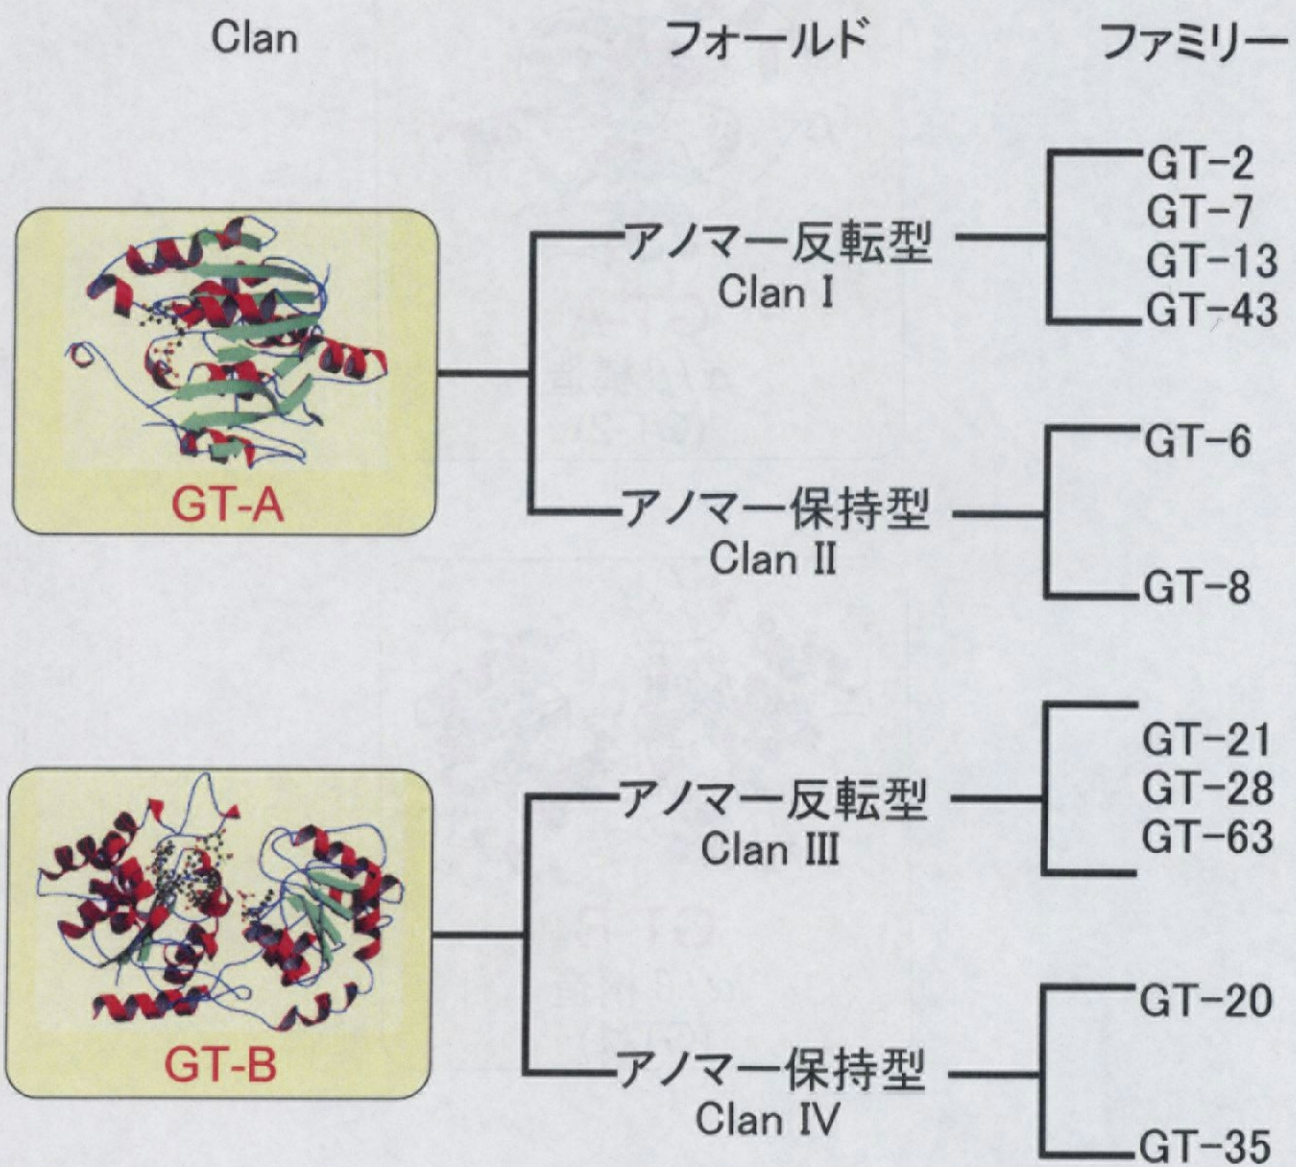 Clan
フォールド
ファミリー
GT-A
アノマー反転型
Clan I
GT-2
GT-7
GT-13
GT-43
アノマー保持型
Clan II
GT-6
GT-8
GT-B
アノマー反転型
Clan III
GT-21
GT-28
GT-63
アノマー保持型
Clan IV
GT-20
GT-35